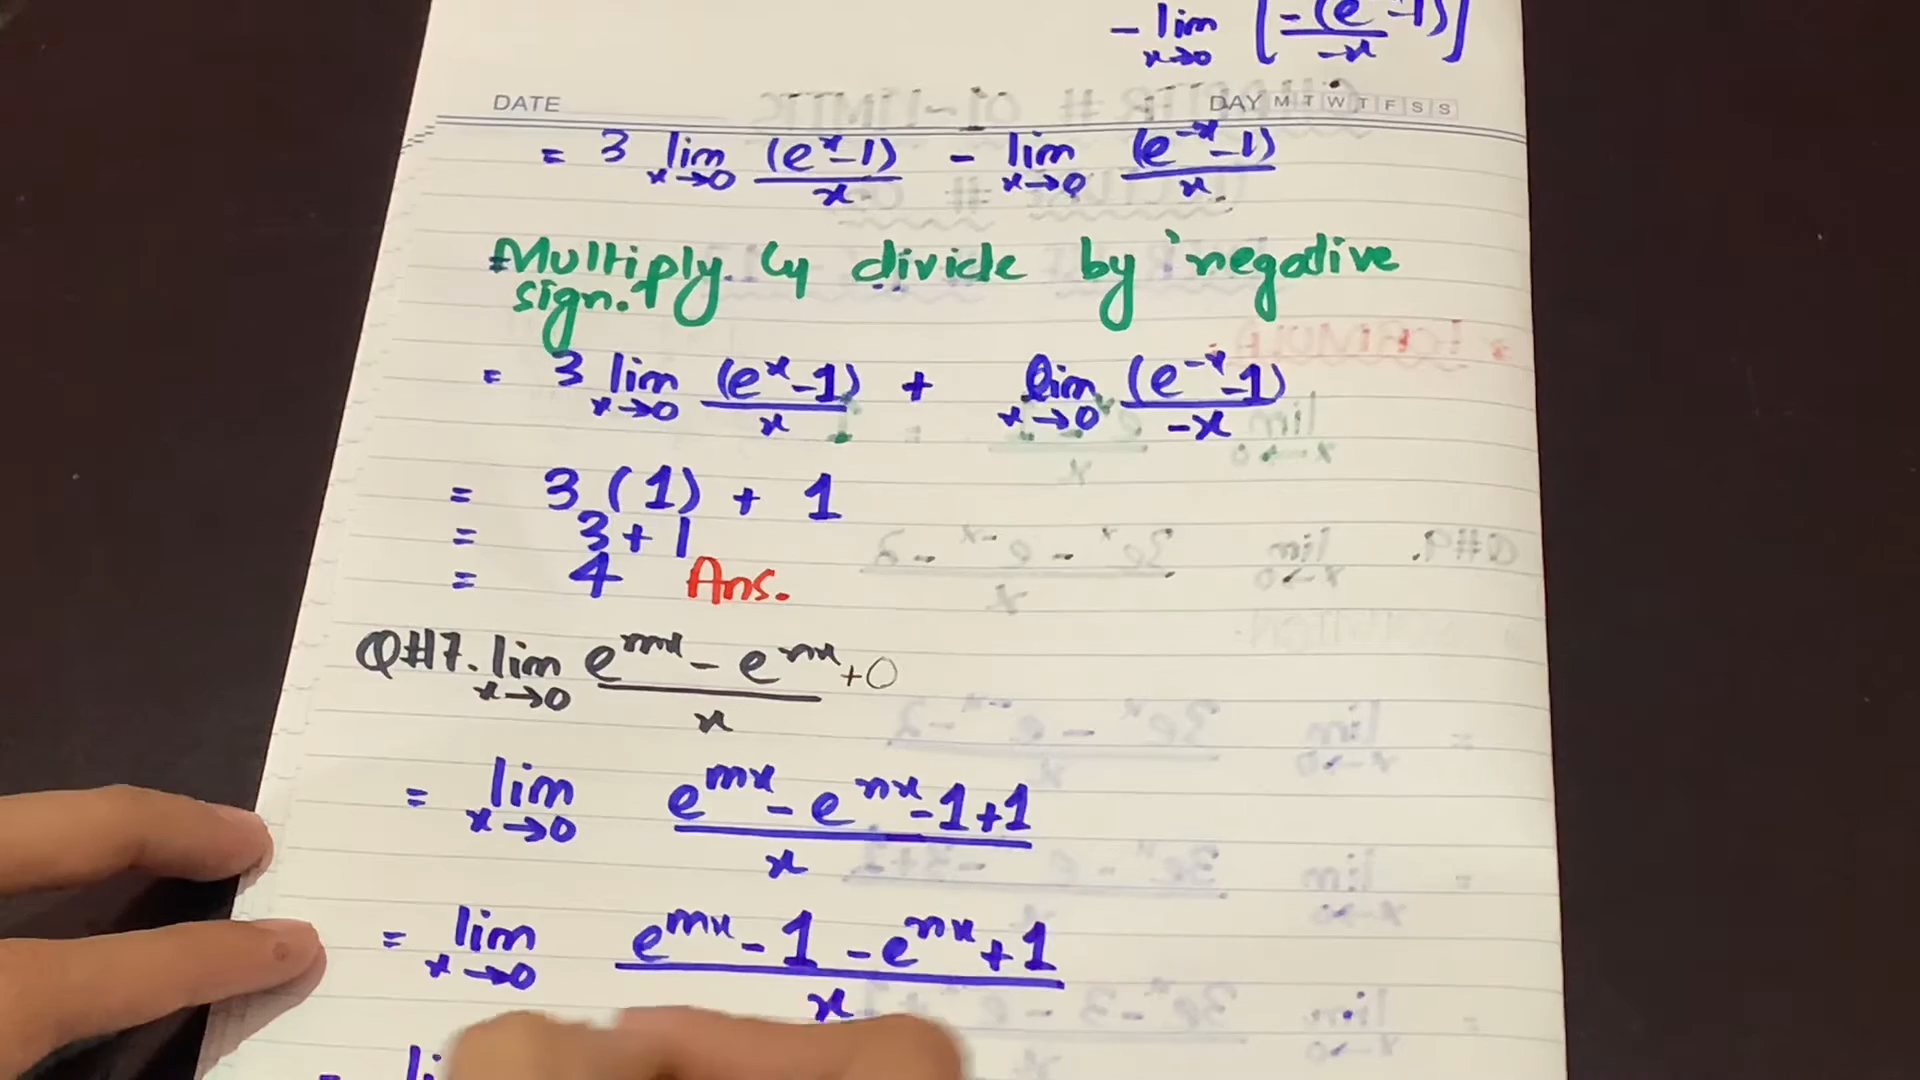 -lim [-(e -1)]
x→0 -x
DATE DAY M T W T F S S
= 3 lim (e^x-1) - lim (e^-x-1)
x→0 x x→0 x
Multiply & divide by negative
sign.
= 3 lim (e^x-1) + lim (e^-x-1)
x→0 x x→0 -x
= 3 (1) + 1
= 3+1
= 4 Ans.
Q#7. lim e^mx - e^nx +0
x→0 x
= lim e^mx - e^nx -1+1
x→0 x
= lim e^mx -1 - e^nx +1
x→0 x